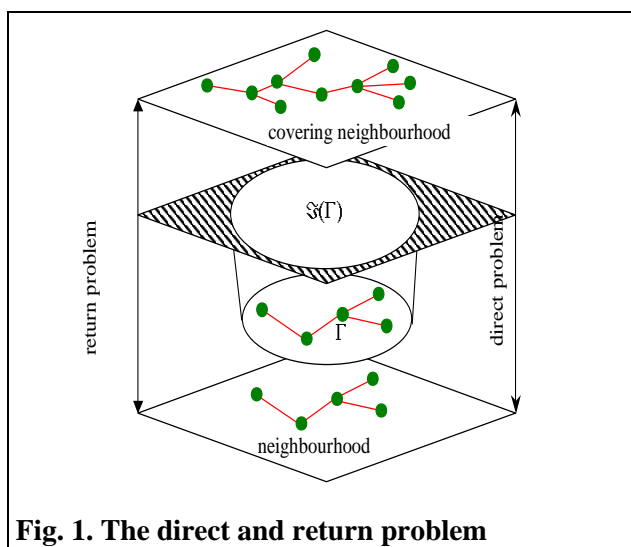 covering neighbourhood
ℑ(Γ)
return problem
direct problem
Γ
neighbourhood
Fig. 1. The direct and return problem